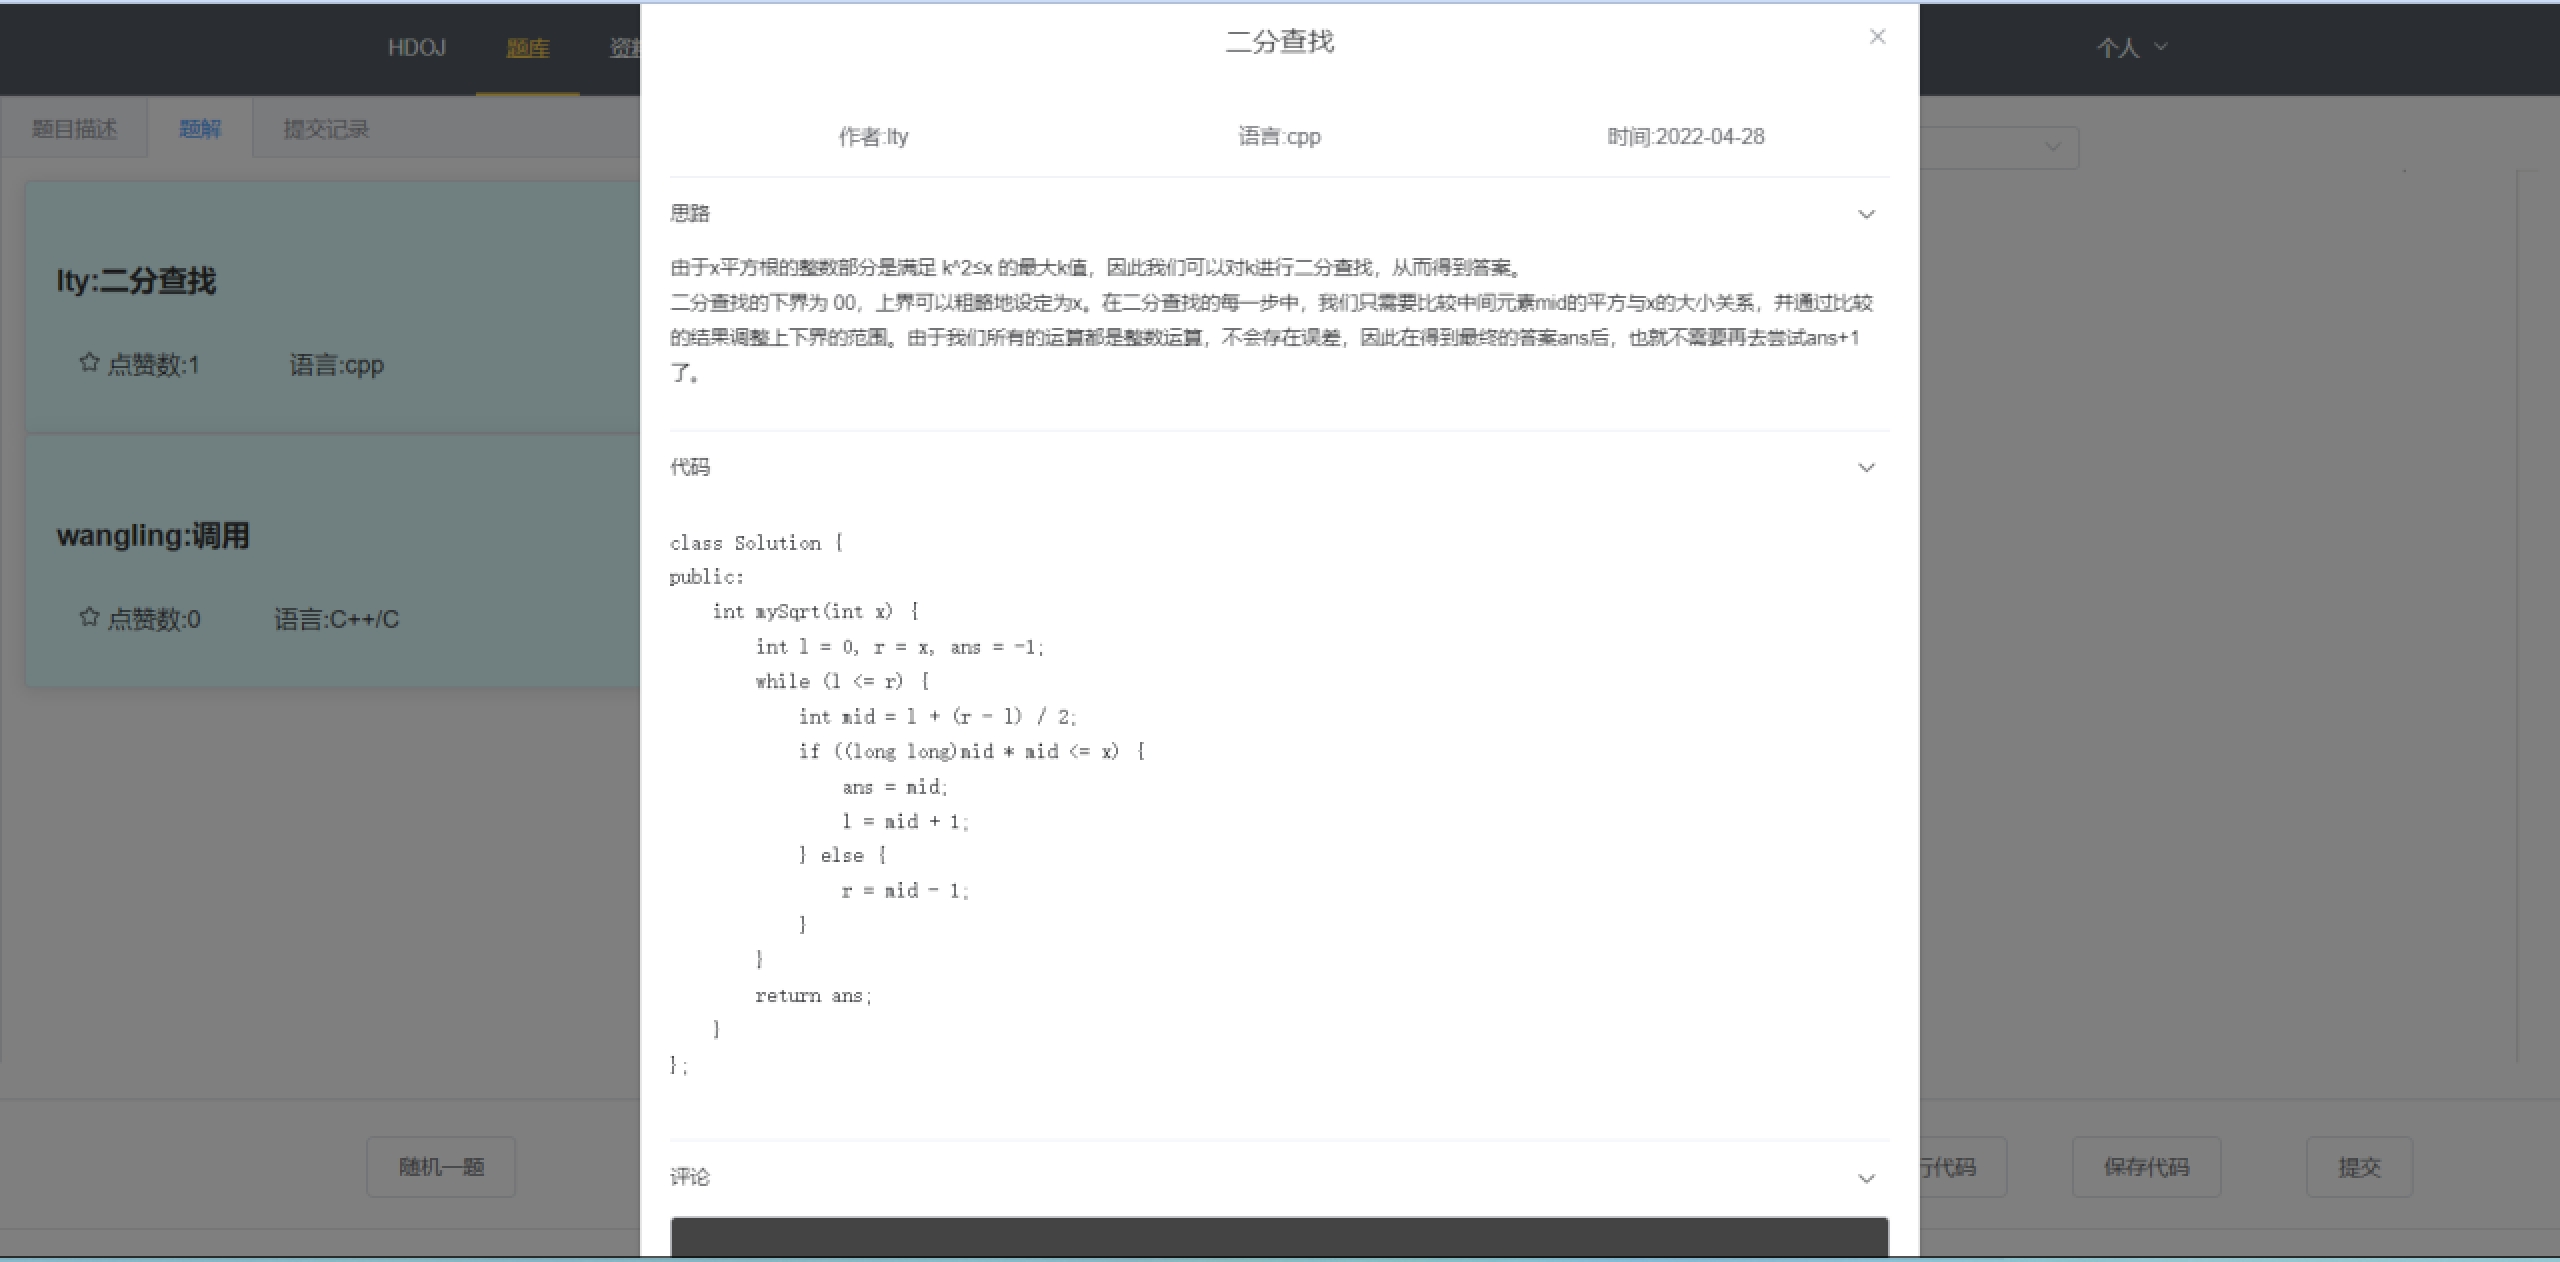 HDOJ
题库
个人
题目描述
题解
提交记录
lty:二分查找
点赞数:1
语言:cpp
wangling:调用
点赞数:0
语言:C++/C
随机一题
二分查找
作者:lty
语言:cpp
时间:2022-04-28
思路
由于x平方根的整数部分是满足 k^2≤x 的最大k值，因此我们可以对k进行二分查找，从而得到答案。
二分查找的下界为 00，上界可以粗略地设定为x。在二分查找的每一步中，我们只需要比较中间元素mid的平方与x的大小关系，并通过比较
的结果调整上下界的范围。由于我们所有的运算都是整数运算，不会存在误差，因此在得到最终的答案ans后，也就不需要再去尝试ans+1
了。
代码
class Solution {
public:
    int mySqrt(int x) {
        int l = 0, r = x, ans = -1;
        while (l <= r) {
            int mid = l + (r - l) / 2;
            if ((long long)mid * mid <= x) {
                ans = mid;
                l = mid + 1;
            } else {
                r = mid - 1;
            }
        }
        return ans;
    }
};
评论
行代码
保存代码
提交